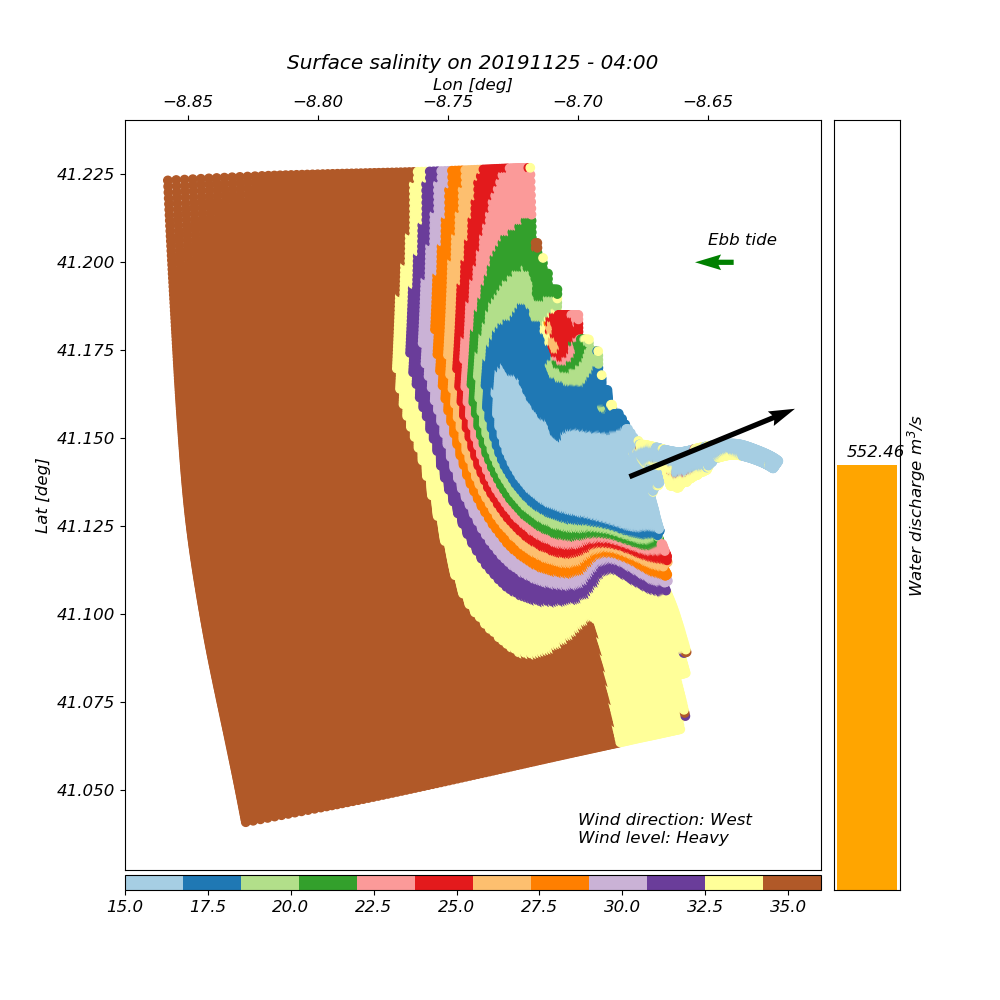 Surface salinity on 20191125 - 04:00
Lon [deg]
−8.85 −8.80 −8.75 −8.70 −8.65
41.225
41.200
41.175
41.150
41.125
41.100
41.075
41.050
Lat [deg]
Ebb tide
Wind direction: West
Wind level: Heavy
552.46
Water discharge m³/s
15.0 17.5 20.0 22.5 25.0 27.5 30.0 32.5 35.0